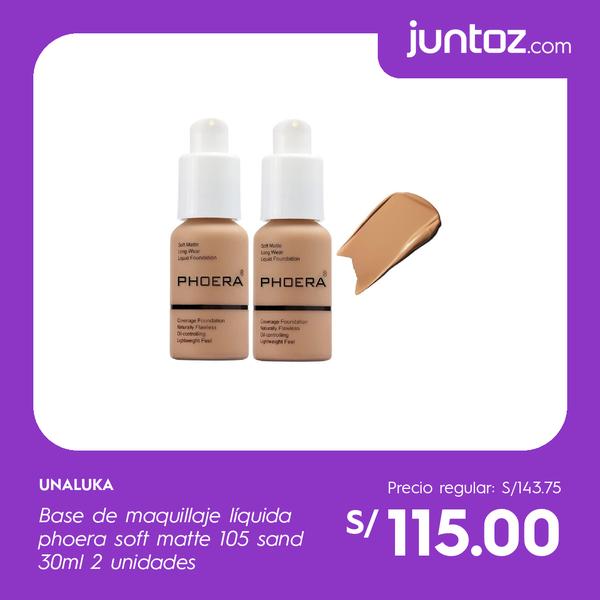 juntoz.com
Soft Matte
Long Wear
Liquid Foundation
PHOERA®
Coverage Foundation
Naturally Flawless
Oil-controlling
Lightweight Feel
Soft Matte
Long Wear
Liquid Foundation
PHOERA®
Coverage Foundation
Naturally Flawless
Oil-controlling
Lightweight Feel
UNALUKA
Base de maquillaje líquida
phoera soft matte 105 sand
30ml 2 unidades
Precio regular: S/143.75
S/115.00